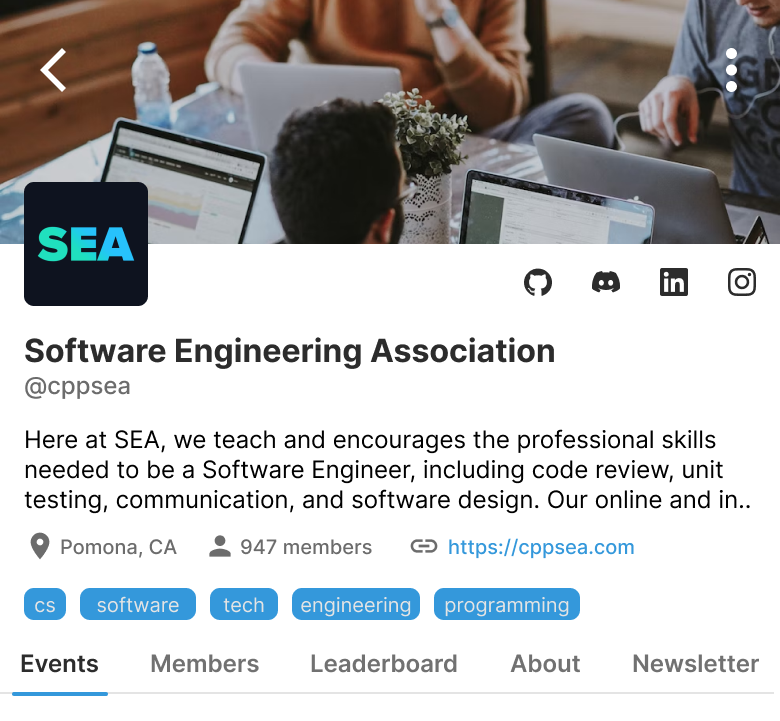 SEA
Software Engineering Association
@cppsea
Here at SEA, we teach and encourages the professional skills
needed to be a Software Engineer, including code review, unit
testing, communication, and software design. Our online and in..
Pomona, CA 947 members https://cppsea.com
cs software tech engineering programming
Events Members Leaderboard About Newsletter